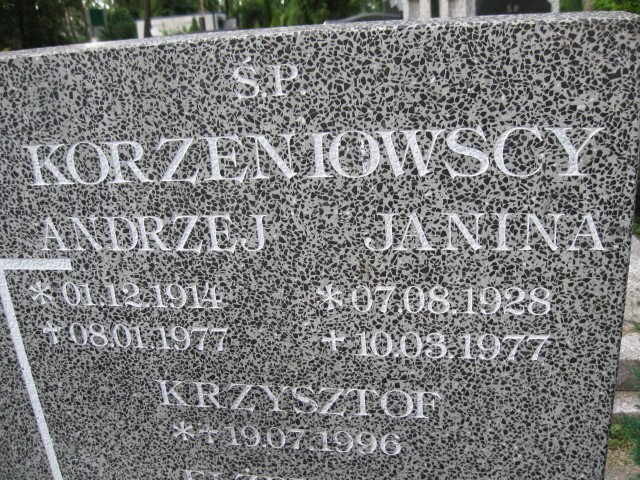 Ś.P.
KORZENIOWSCY
ANDRZEJ JANINA
* 01.12.1914 * 07.08.1928
+ 08.01.1977 + 10.03.1977
KRZYSZTOF
*+19.07.1996